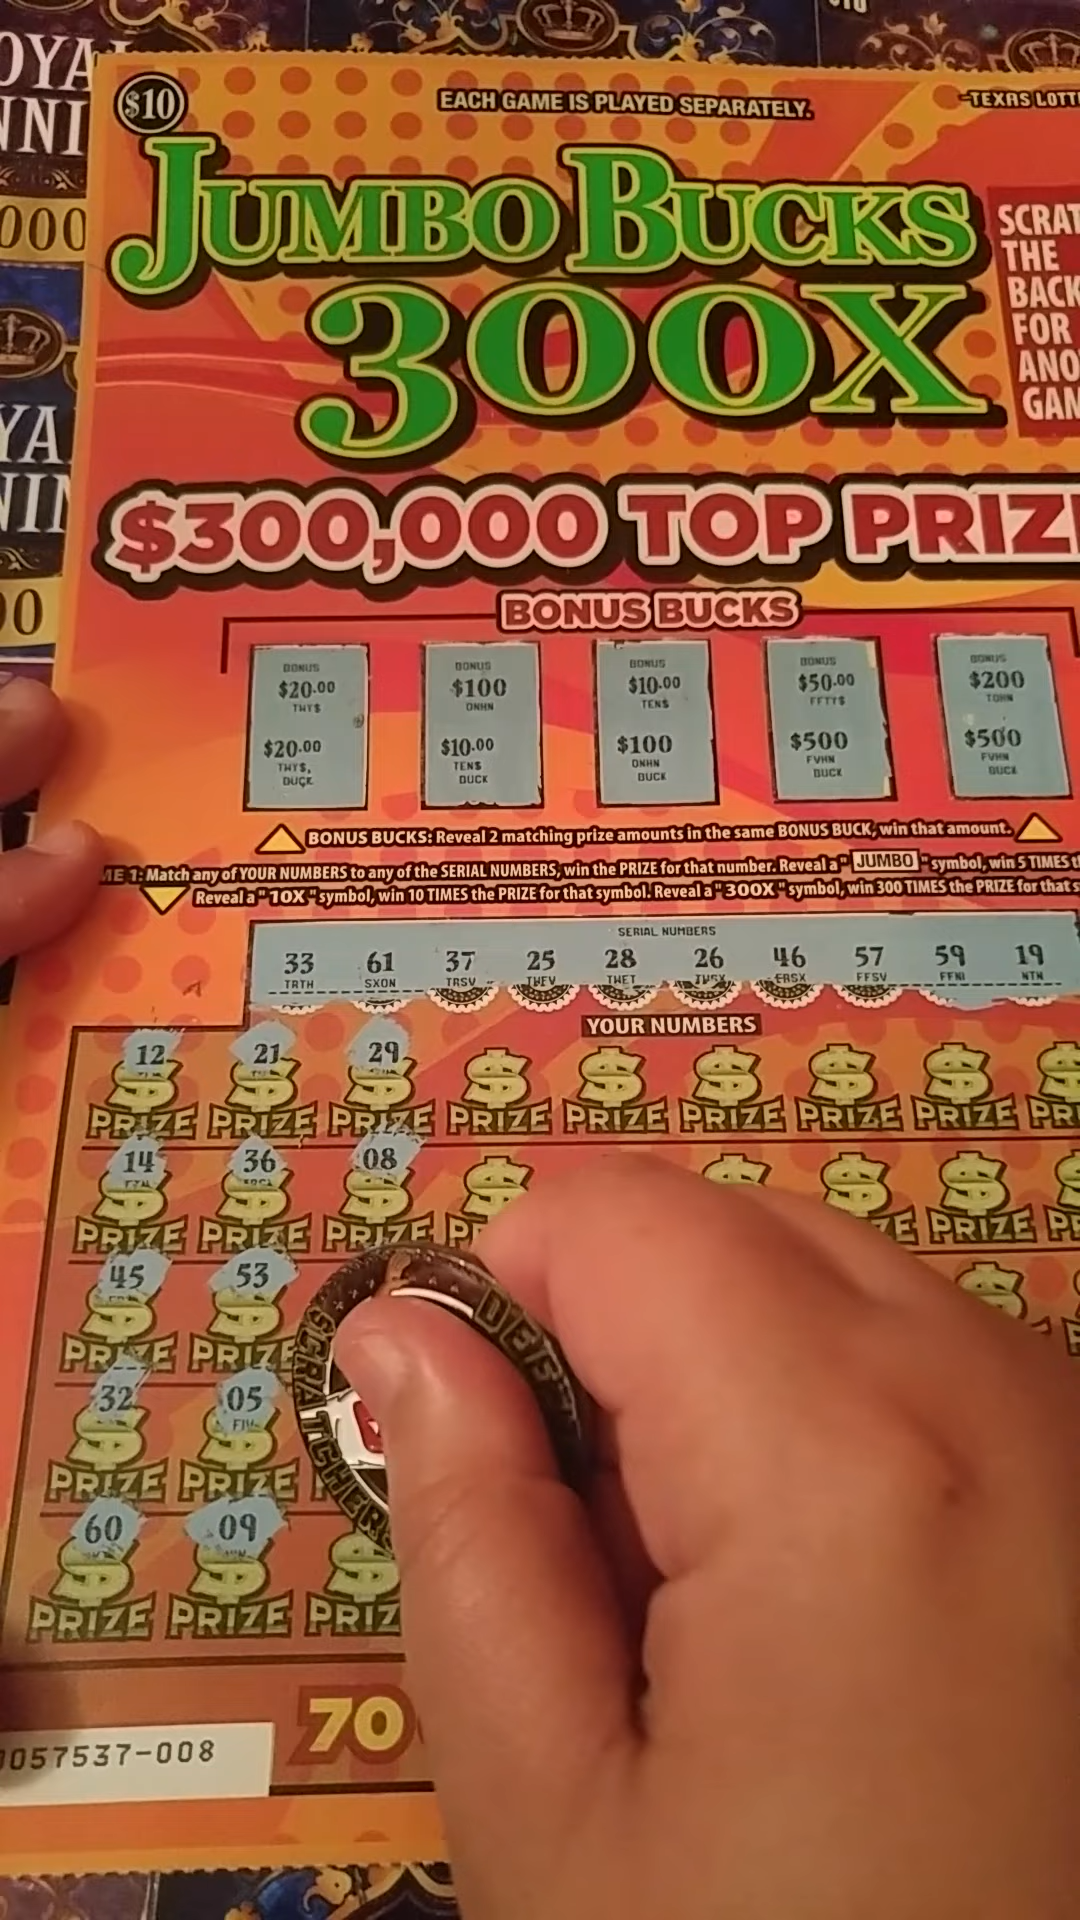 $10
EACH GAME IS PLAYED SEPARATELY.
JUMBO BUCKS
300X
SCRAT
THE
BACK
FOR
ANO
GAM
$300,000 TOP PRIZ
BONUS BUCKS
BONUS BONUS BONUS BONUS BONUS
$20.00 $100 $10.00 $50.00 $200
THY$ ONHN TEN$ FFTY$ TOHN
$20.00 $10.00 $100 $500 $500
THY$, TEN$ ONHN FVHN FVHN
BUCK BUCK BUCK BUCK BUCK
BONUS BUCKS: Reveal 2 matching prize amounts in the same BONUS BUCK, win that amount.
ME 1: Match any of YOUR NUMBERS to any of the SERIAL NUMBERS, win the PRIZE for that number. Reveal a "JUMBO" symbol, win 5 TIMES t
Reveal a "10X" symbol, win 10 TIMES the PRIZE for that symbol. Reveal a "300X" symbol, win 300 TIMES the PRIZE for that s
SERIAL NUMBERS
33 61 37 25 28 26 46 57 59 19
TRTH SXON TRSV TWFV TWET TWSX FRSX FFSV FFNI NTN
YOUR NUMBERS
12 21 29
PRIZE PRIZE PRIZE PRIZE PRIZE PRIZE PRIZE PRIZE PR
14 36 08
PRIZE PRIZE PRIZE P PRIZE
45 53
PRIZE PRIZE
32 05
PRIZE PRIZE
60 09
PRIZE PRIZE PRIZ
70
057537-008
SCRATCHER